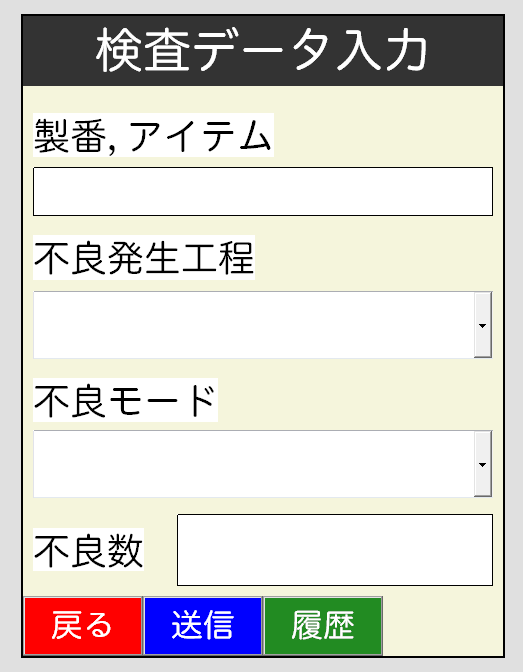 検査データ入力
製番, アイテム
不良発生工程
不良モード
不良数
戻る 送信 履歴